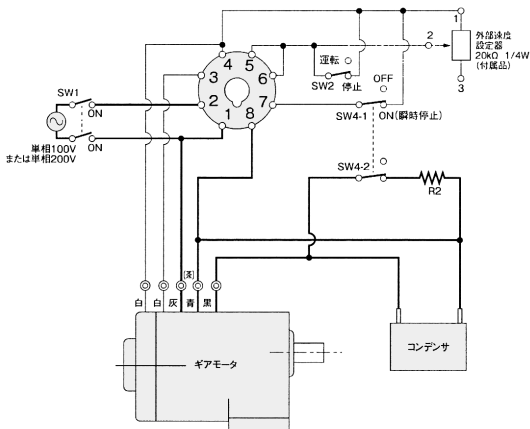 1
外部速度
設定器
20kΩ 1/4W
(付属品)
2
3
4
5
運転
OFF
3
6
SW2
停止
SW1
2
7
ON
SW4-1
ON(瞬時停止)
1
8
ON
単相100V
または単相200V
SW4-2
R2
[茶]
白
白
灰
青
黒
ギアモータ
コンデンサ